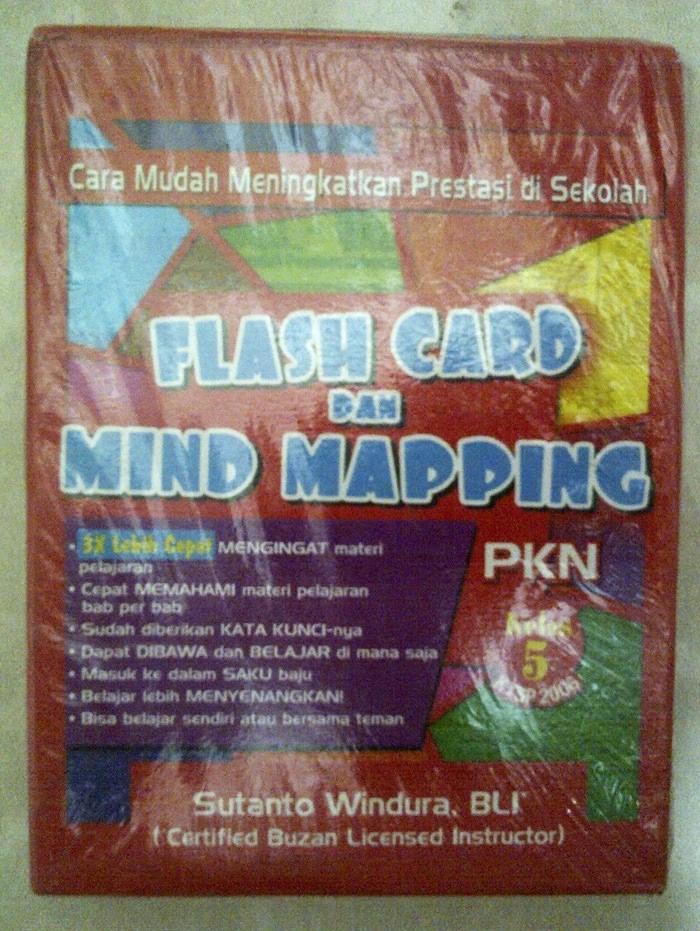 Cara Mudah Meningkatkan Prestasi di Sekolah
FLASH CARD
DAN
MIND MAPPING
• 3X Lebih Cepat MENGINGAT materi
pelajaran
• Cepat MEMAHAMI materi pelajaran
bab per bab
• Sudah diberikan KATA KUNCI-nya
• Dapat DIBAWA dan BELAJAR di mana saja
• Masuk ke dalam SAKU baju
• Belajar lebih MENYENANGKAN!
• Bisa belajar sendiri atau bersama teman
PKN
Kelas
5
KTSP 2006
Sutanto Windura, BLI
(Certified Buzan Licensed Instructor)